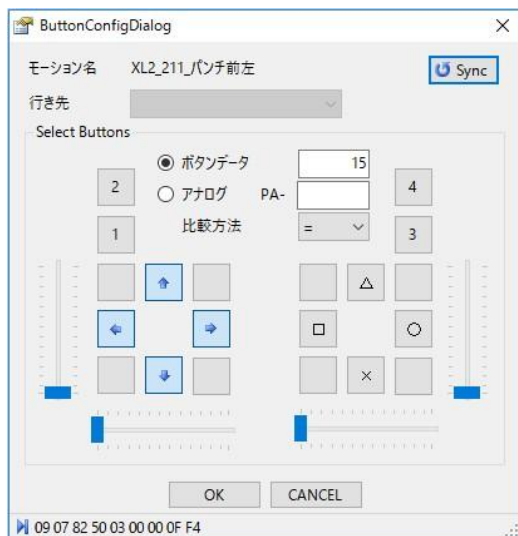 ButtonConfigDialog
モーション名 XL2_211_パンチ前左
Sync
行き先
Select Buttons
ボタンデータ 15
アナログ PA-
比較方法 =
2
1
4
3
△
□ ○
×
OK CANCEL
09 07 82 50 03 00 00 0F F4